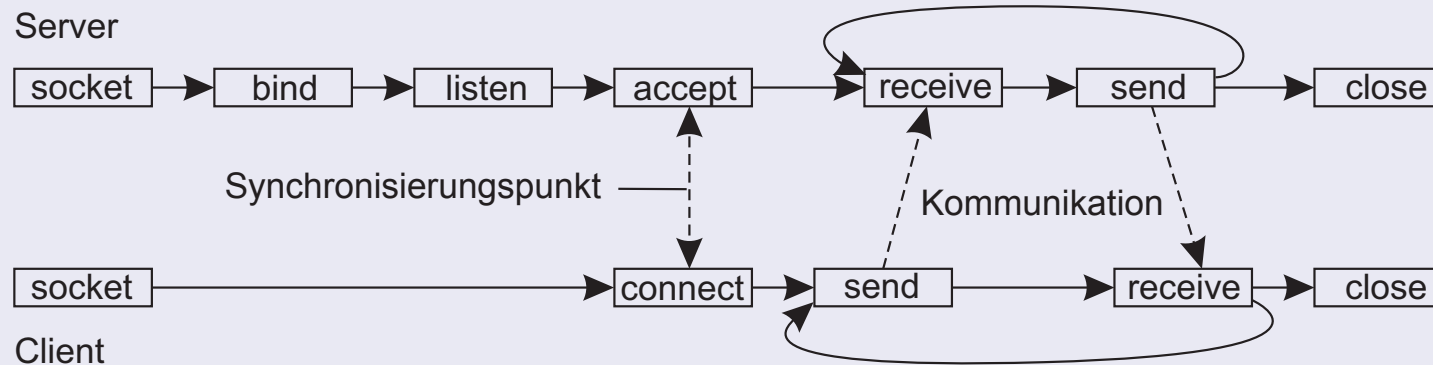 Server
socket bind listen accept receive send close
Synchronisierungspunkt
Kommunikation
socket connect send receive close
Client